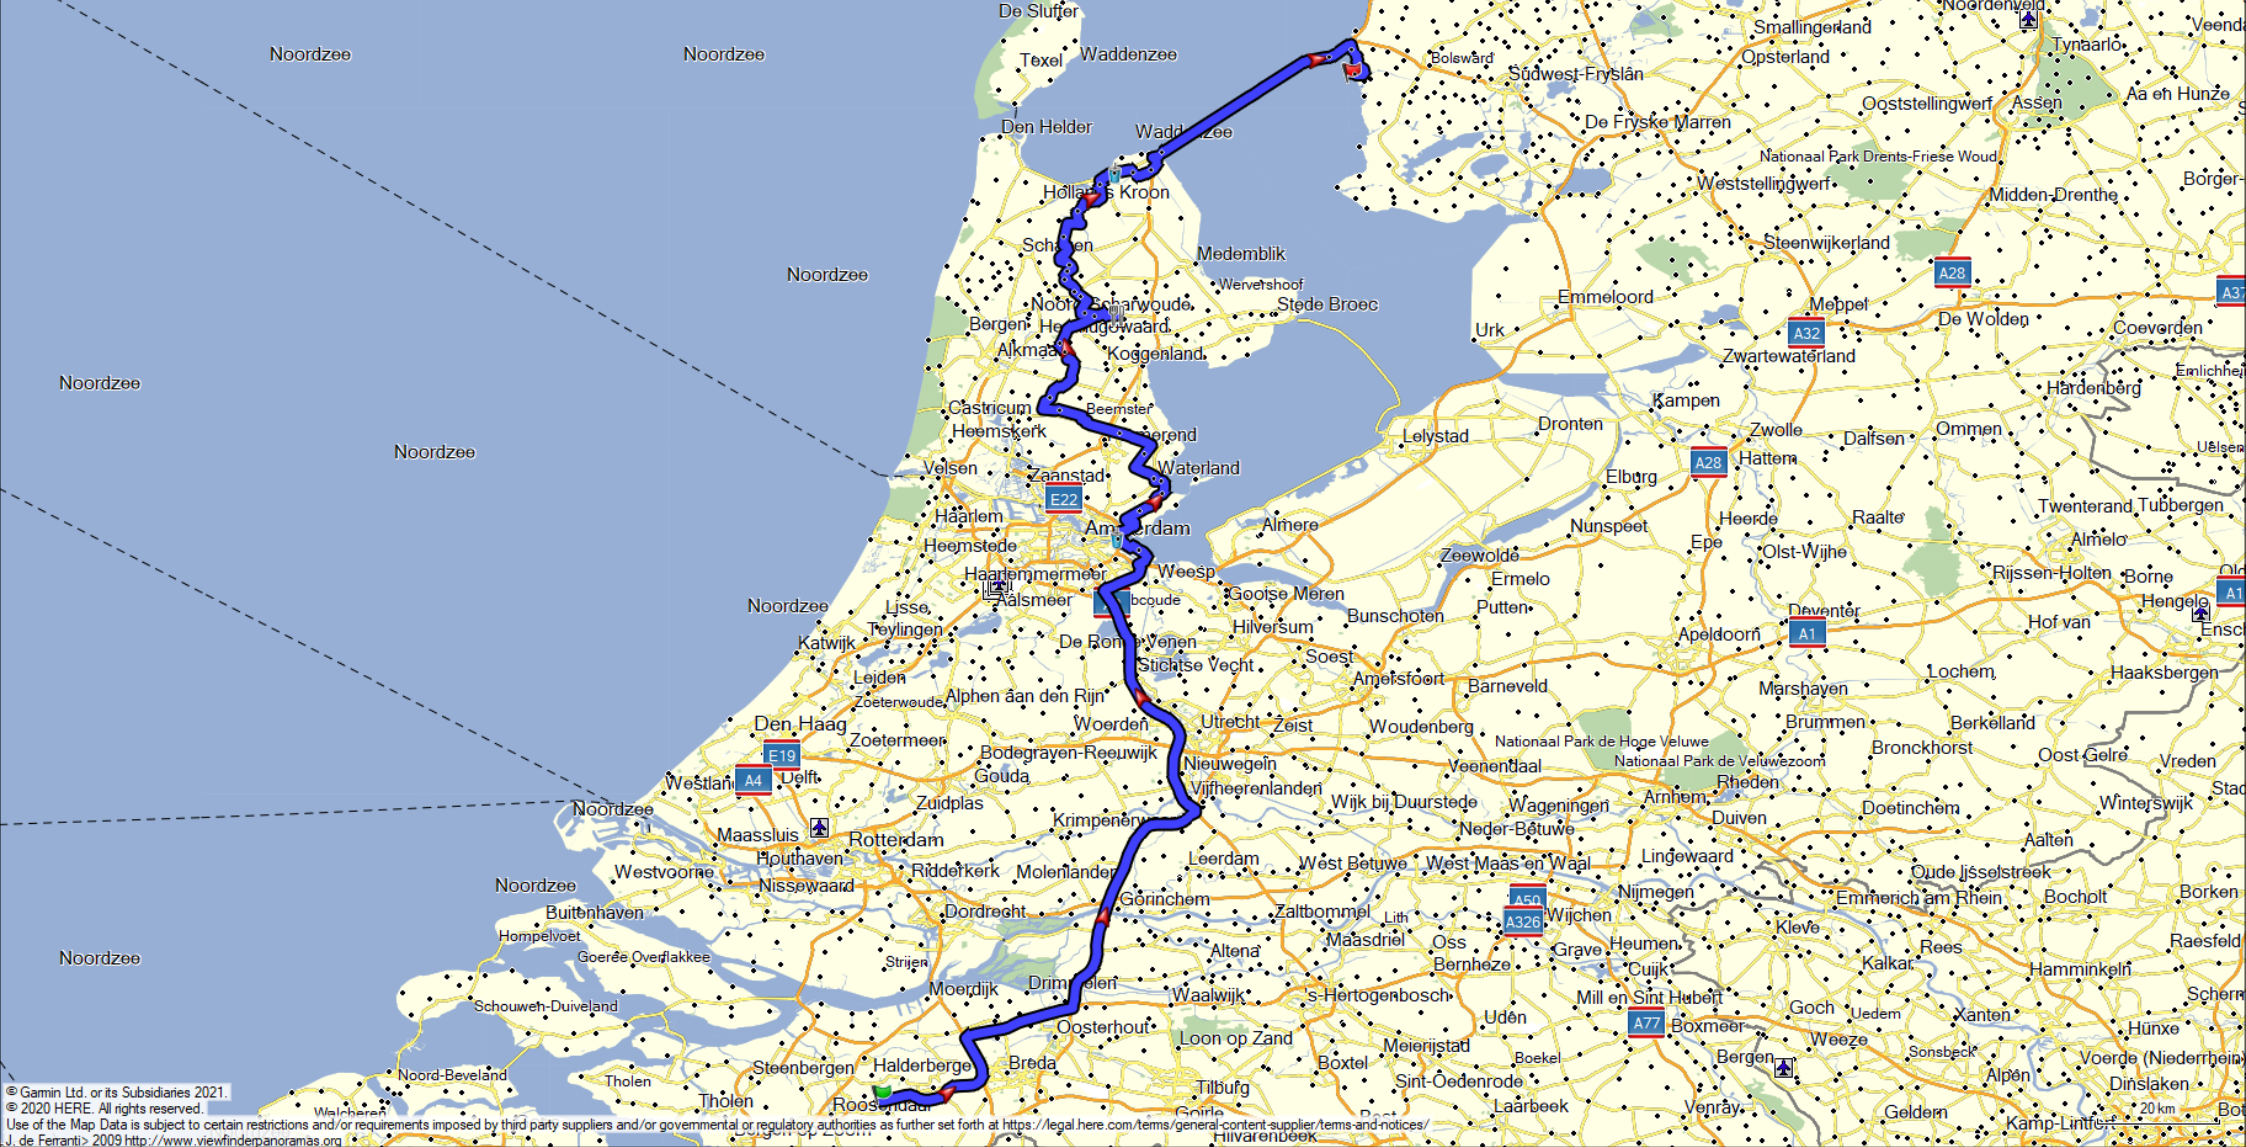 De Slufter
Noordenveld
Smallingerland
Tynaarlo
Noordzee
Noordzee
Texel
Waddenzee
Bolsward
Opsterland
Súdwest-Fryslân
Aa en Hunze
Ooststellingwerf
Assen
Den Helder
Waddenzee
De Fryske Marren
Nationaal Park Drents-Friese Woud
Weststellingwerf
Borger-
Hollands Kroon
Midden-Drenthe
Schagen
Steenwijkerland
Medemblik
Noordzee
A28
Wervershoof
A37
Stede Broec
Emmeloord
Meppel
De Wolden
Bergen
Urk
A32
Coevorden
Alkmaar
Koggenland
Zwartewaterland
Emlichhei
Hardenberg
Noordzee
Castricum
Beemster
Kampen
Heemskerk
Dronten
Zwolle
Lelystad
Dalfsen
Ommen
Noordzee
Uelsen
Velsen
Waterland
A28
Hattem
Zaanstad
Elburg
E22
Twenterand
Tubbergen
Haarlem
Amsterdam
Almere
Nunspeet
Heerde
Raalte
Heemstede
Epe
Olst-Wijhe
Almelo
Zeewolde
Haarlemmermeer
Weesp
Ermelo
Rijssen-Holten
Borne
Aalsmeer
Gooise Meren
A1
Lisse
Putten
Hengelo
Noordzee
Bunschoten
Deventer
Teylingen
Hilversum
Apeldoorn
A1
Hof van
Katwijk
De Ronde Venen
Soest
Stichtse Vecht
Amersfoort
Lochem
Haaksbergen
Leiden
Barneveld
Alphen aan den Rijn
Marshaven
Zoeterwoude
Den Haag
Woerden
Utrecht
Zeist
Woudenberg
Brummen
Berkelland
Zoetermeer
Nationaal Park de Hoge Veluwe
Bronckhorst
E19
Bodegraven-Reeuwijk
Nationaal Park de Veluwezoom
Oost Gelre
Vreden
A4
Delft
Gouda
Nieuwegein
Veenendaal
Rheden
Vijfheerenlanden
Arnhem
Noordzee
Zuidplas
Wijk bij Duurstede
Wageningen
Doetinchem
Winterswijk
Duiven
Maassluis
Rotterdam
Neder-Betuwe
Aalten
Houthaven
Leerdam
West Betuwe
West Maas en Waal
Lingewaard
Westvoorne
Ridderkerk
Molenlanden
Oude Ijsselstreek
Noordzee
Nissewaard
Nijmegen
Emmerich am Rhein
Bocholt
Borken
Gorinchem
A50
Buitenhaven
Dordrecht
Zaltbommel
Lith
A326
Wijchen
Kleve
Hompelvoet
Maasdriel
Oss
Heumen
Rees
Raesfeld
Noordzee
Goeree Overflakkee
Strijen
Altena
Grave
Bernheze
Cuijk
Kalkar
Hamminkeln
Moerdijk
Drimmelen
Waalwijk
's-Hertogenbosch
Mill en Sint Hubert
Schouwen-Duiveland
Goch
Uedem
Xanten
Uden
A77
Boxmeer
Hünxe
Oosterhout
Loon op Zand
Meierijstad
Weeze
Halderberge
Breda
Boxtel
Boekel
Bergen
Sonsbeck
Voerde (Niederrhein)
Steenbergen
Noord-Beveland
Tholen
Tilburg
Sint-Oedenrode
Alpen
Dinslaken
Tholen
Roosendaal
Laarbeek
Venray
Geldern
20 km
Walcheren
Goirle
Kamp-Lintfort
Hilvarenbeek
© Garmin Ltd. or its Subsidiaries 2021.
© 2020 HERE. All rights reserved.
Use of the Map Data is subject to certain restrictions and/or requirements imposed by third party suppliers and/or governmental or regulatory authorities as further set forth at https://legal.here.com/terms/general-content-supplier/terms-and-notices/
J. de Ferranti> 2009 http://www.viewfinderpanoramas.org